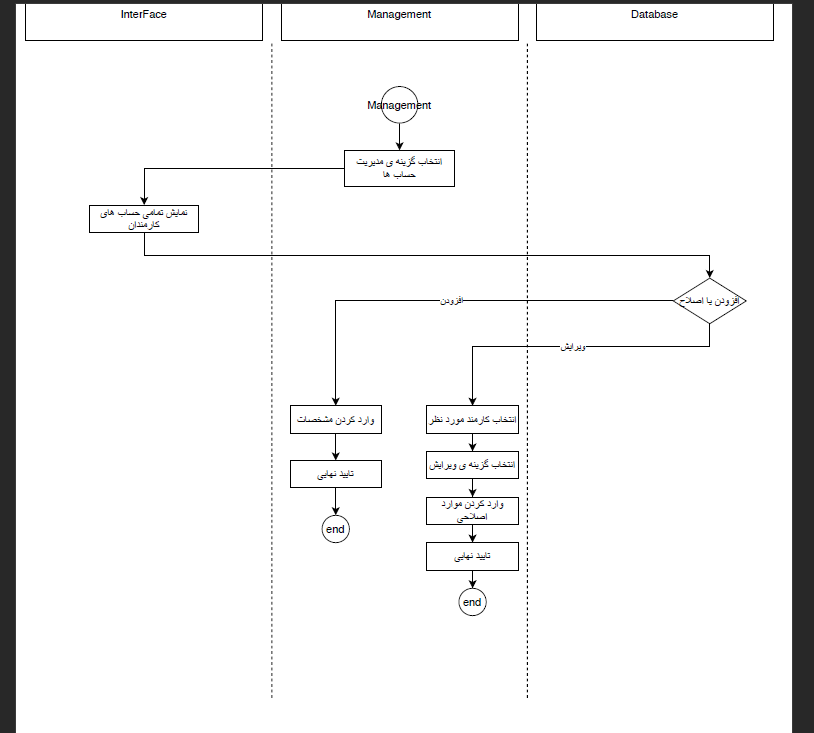 InterFace
Management
Database
Management
انتخاب گزینه ی مدیریت
حساب ها
نمایش تمامی حساب های
کارمندان
افزودن یا اصلاح
افزودن
ویرایش
وارد کردن مشخصات
انتخاب کارمند مورد نظر
تایید نهایی
انتخاب گزینه ی ویرایش
وارد کردن موارد
اصلاحی
end
تایید نهایی
end